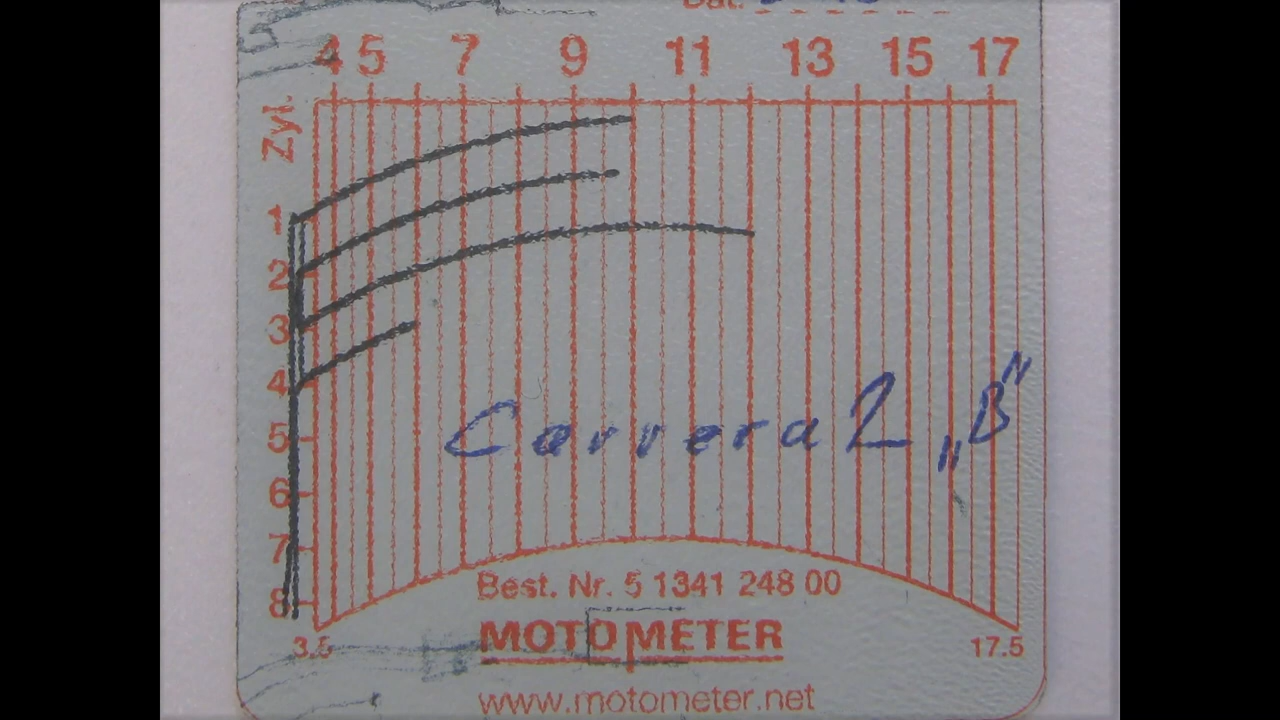 Dat.
4 5 7 9 11 13 15 17
Zyl.
1
2
3
4
5
6
7
8
Carrera 2 „B"
3.5 17.5
Best. Nr. 5 1341 248 00
MOTOMETER
www.motometer.net